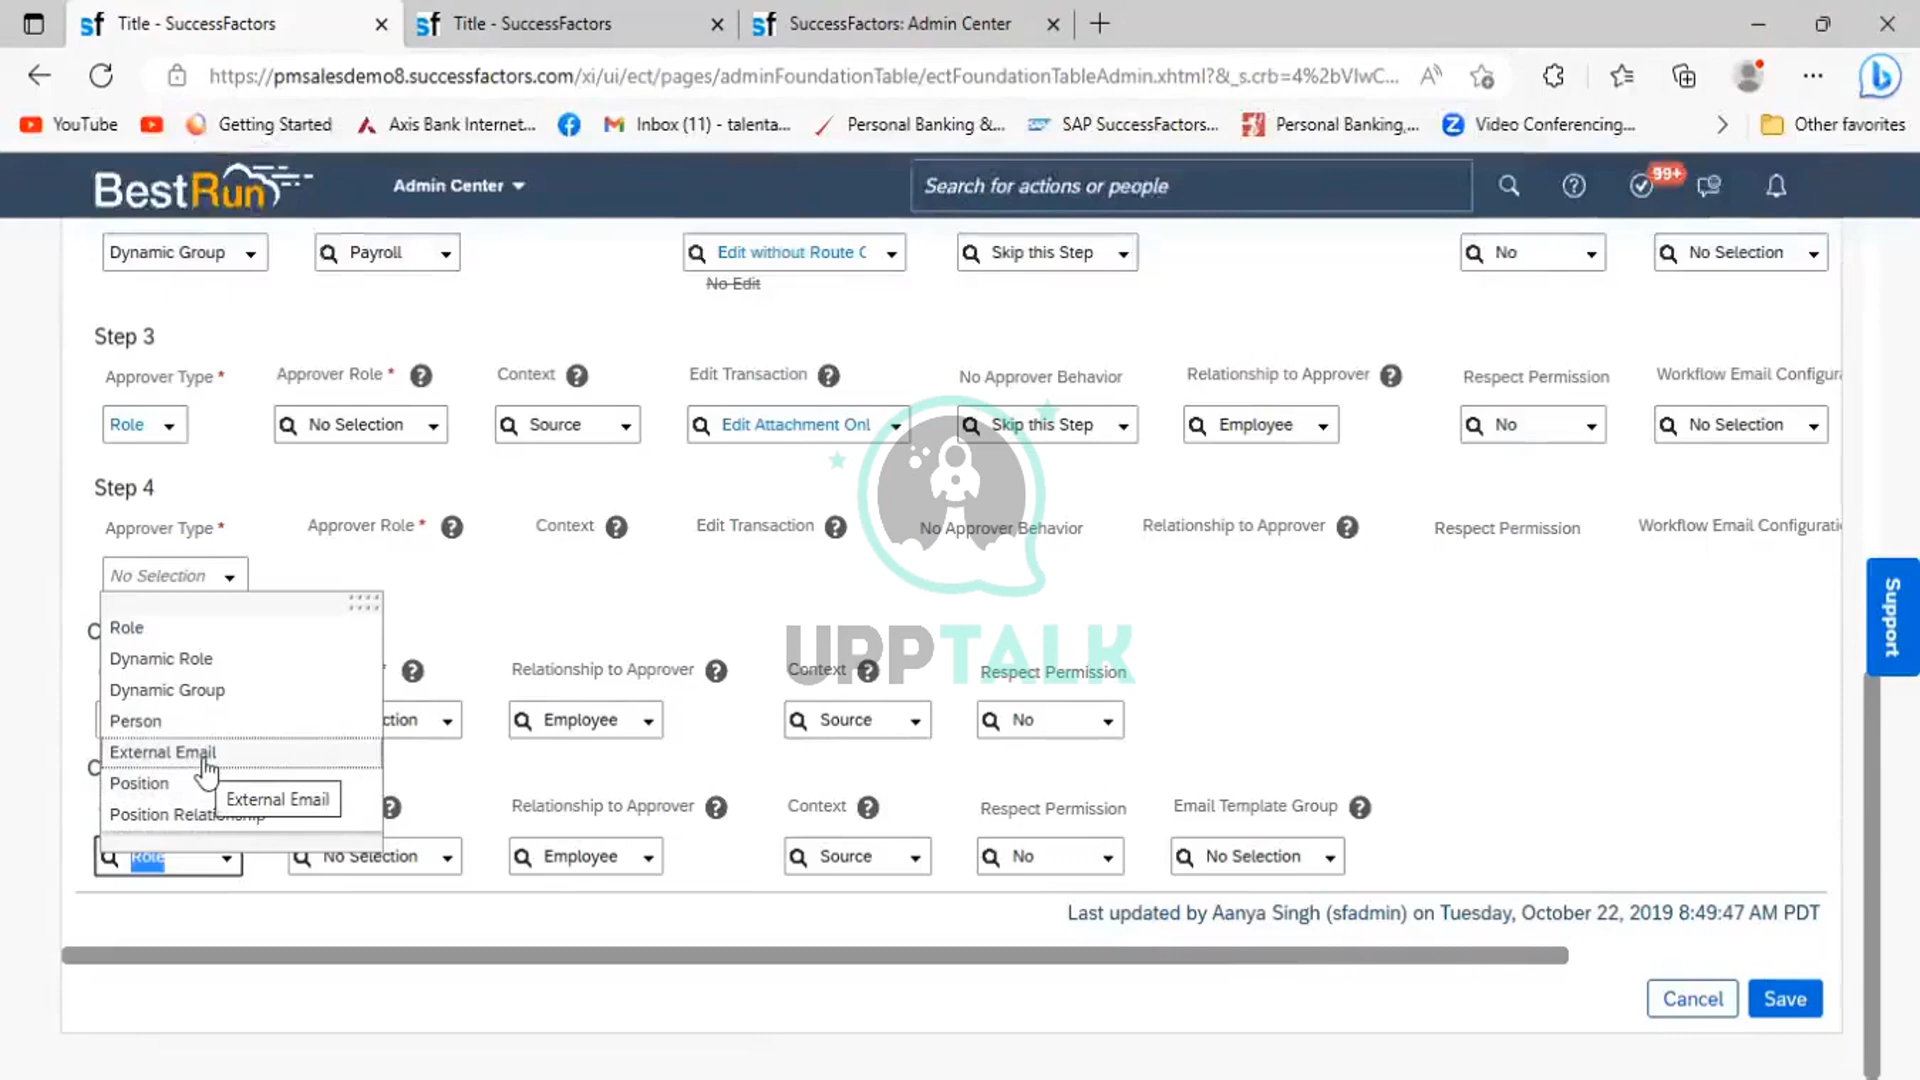 Title - SuccessFactors
Title - SuccessFactors
SuccessFactors: Admin Center
https://pmsalesdemo8.successfactors.com/xi/ui/ect/pages/adminFoundationTable/ectFoundationTableAdmin.xhtml?&_s.crb=4%2bVlwC...
YouTube Getting Started Axis Bank Internet... Inbox (11) - talenta... Personal Banking &... SAP SuccessFactors... Personal Banking,... Video Conferencing,... Other favorites
BestRun Admin Center Search for actions or people 99+
Dynamic Group Payroll Edit without Route C Skip this Step No No Selection
No Edit
Step 3
Approver Type * Approver Role * Context Edit Transaction No Approver Behavior Relationship to Approver Respect Permission Workflow Email Configura
Role No Selection Source Edit Attachment Onl Skip this Step Employee No No Selection
Step 4
Approver Type * Approver Role * Context Edit Transaction No Approver Behavior Relationship to Approver Respect Permission Workflow Email Configurati
No Selection
Role
Dynamic Role
Dynamic Group
Person
External Email
Position
Position Relationship
External Email
Relationship to Approver Context Respect Permission
ction Employee Source No
Relationship to Approver Context Respect Permission Email Template Group
Role No Selection Employee Source No No Selection
UPPTALK
Support
Last updated by Aanya Singh (sfadmin) on Tuesday, October 22, 2019 8:49:47 AM PDT
Cancel Save